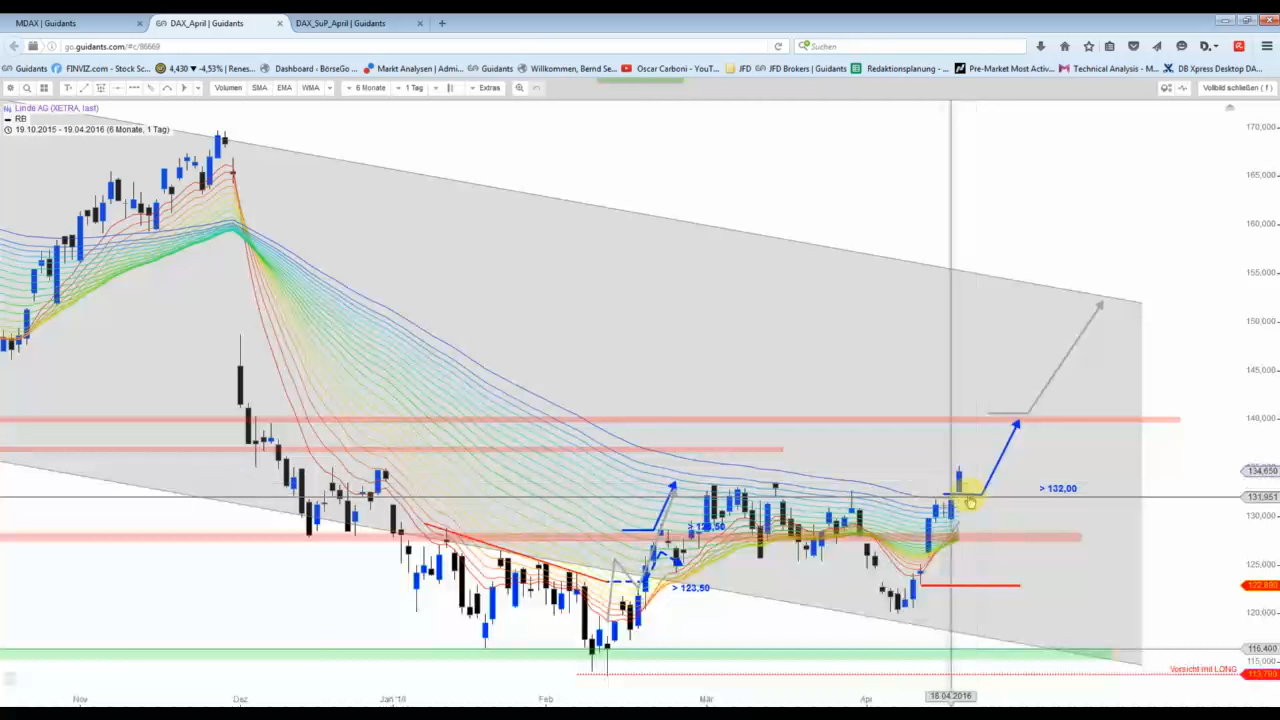 MDAX | Guidants
DAX_April | Guidants
DAX_SuP_April | Guidants
go.guidants.com/#c/86669
Suchen
Guidants
FINVIZ.com - Stock Sc...
4,430 ▼ -4,53% | Renes...
Dashboard - BörseGo ...
Markt Analysen | Admi...
Guidants
Willkommen, Bernd Se...
Oscar Carboni - YouT...
JFD
JFD Brokers | Guidants
Redaktionsplanung - ...
Pre-Market Most Activ...
Technical Analysis - M...
DB Xpress Desktop DA...
Volumen
SMA
EMA
WMA
6 Monate
1 Tag
Extras
Vollbild schließen ( f )
Linde AG (XETRA, last)
RB
19.10.2015 - 19.04.2016 (6 Monate, 1 Tag)
170,000
165,000
160,000
155,000
150,000
145,000
140,000
134,650
> 132,00
131,951
130,000
125,000
122,890
> 123,50
120,000
116,400
115,000
Vorsicht mit LONG
113,790
Nov
Dez
Jan '16
Feb
Mär
Apr